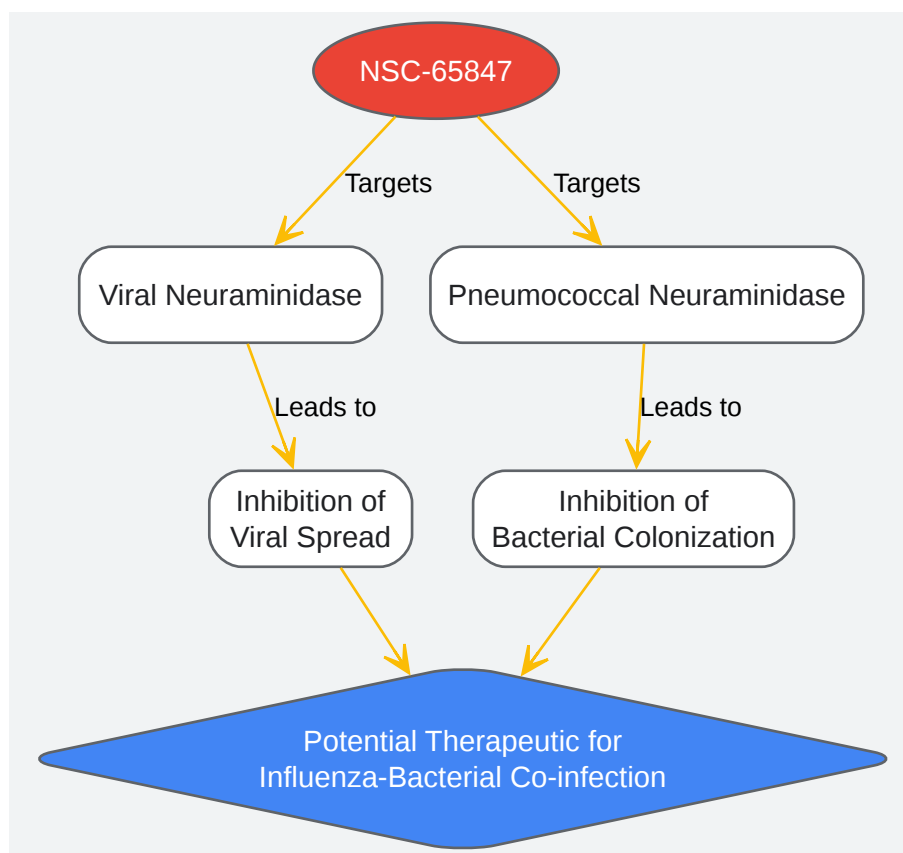 NSC-65847
Targets
Targets
Viral Neuraminidase
Pneumococcal Neuraminidase
Leads to
Leads to
Inhibition of
Viral Spread
Inhibition of
Bacterial Colonization
Potential Therapeutic for
Influenza-Bacterial Co-infection